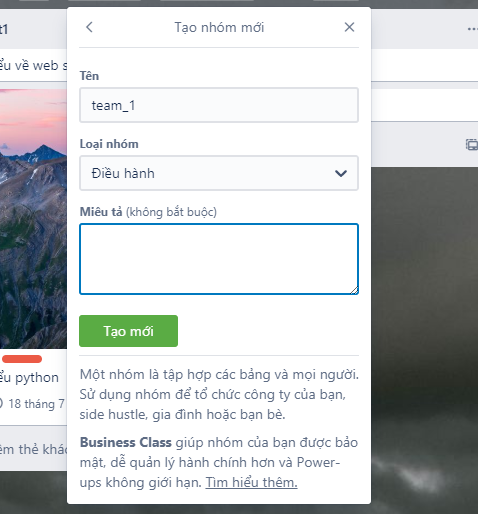 Tạo nhóm mới
t1
ểu về web s
Tên
team_1
Loại nhóm
Điều hành
Miêu tả (không bắt buộc)
Tạo mới
ểu python
18 tháng 7
êm thẻ khác
Một nhóm là tập hợp các bảng và mọi người.
Sử dụng nhóm để tổ chức công ty của bạn,
side hustle, gia đình hoặc bạn bè.
Business Class giúp nhóm của bạn được bảo
mật, dễ quản lý hành chính hơn và Power-
ups không giới hạn. Tìm hiểu thêm.